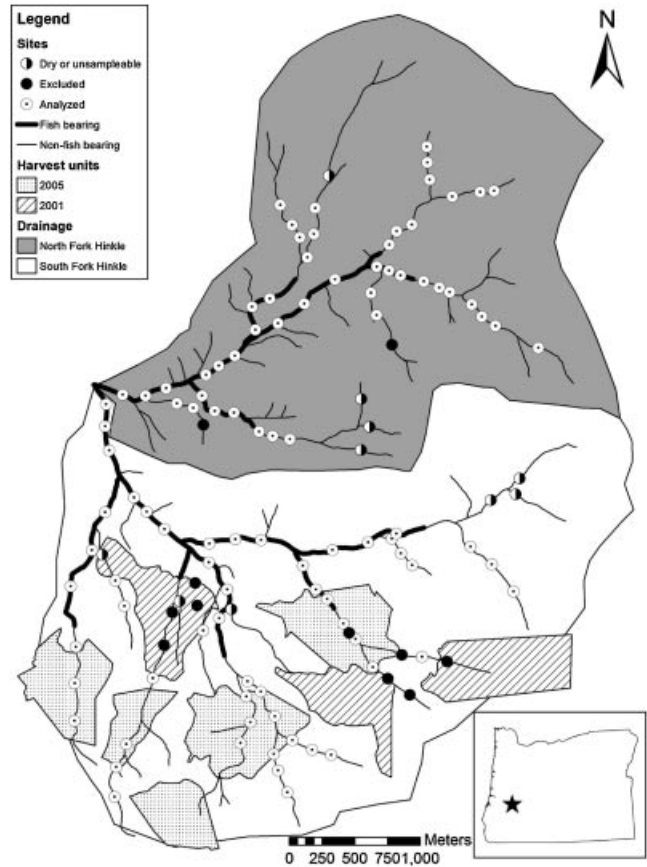 Legend
Sites
Dry or unsampleable
Excluded
Analyzed
Fish bearing
Non-fish bearing
Harvest units
2005
2001
Drainage
North Fork Hinkle
South Fork Hinkle
N
Meters
0 250 500 7501,000